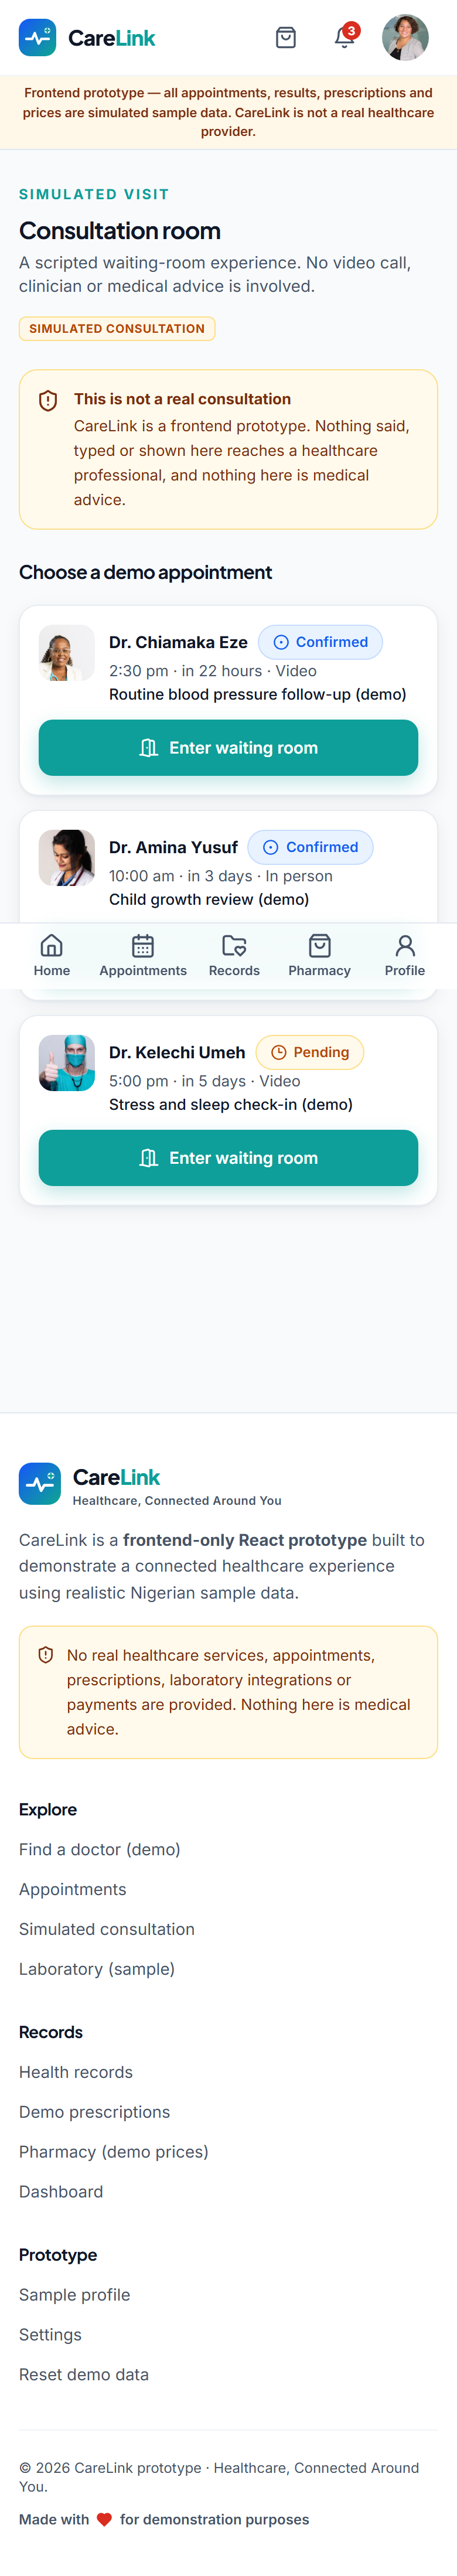 CareLink
3
Frontend prototype — all appointments, results, prescriptions and
prices are simulated sample data. CareLink is not a real healthcare
provider.
SIMULATED VISIT
Consultation room
A scripted waiting-room experience. No video call,
clinician or medical advice is involved.
SIMULATED CONSULTATION
This is not a real consultation
CareLink is a frontend prototype. Nothing said,
typed or shown here reaches a healthcare
professional, and nothing here is medical
advice.
Choose a demo appointment
Dr. Chiamaka Eze Confirmed
2:30 pm · in 22 hours · Video
Routine blood pressure follow-up (demo)
Enter waiting room
Dr. Amina Yusuf Confirmed
10:00 am · in 3 days · In person
Child growth review (demo)
Home Appointments Records Pharmacy Profile
Dr. Kelechi Umeh Pending
5:00 pm · in 5 days · Video
Stress and sleep check-in (demo)
Enter waiting room
CareLink
Healthcare, Connected Around You
CareLink is a frontend-only React prototype built to
demonstrate a connected healthcare experience
using realistic Nigerian sample data.
No real healthcare services, appointments,
prescriptions, laboratory integrations or
payments are provided. Nothing here is medical
advice.
Explore
Find a doctor (demo)
Appointments
Simulated consultation
Laboratory (sample)
Records
Health records
Demo prescriptions
Pharmacy (demo prices)
Dashboard
Prototype
Sample profile
Settings
Reset demo data
© 2026 CareLink prototype · Healthcare, Connected Around
You.
Made with ❤ for demonstration purposes